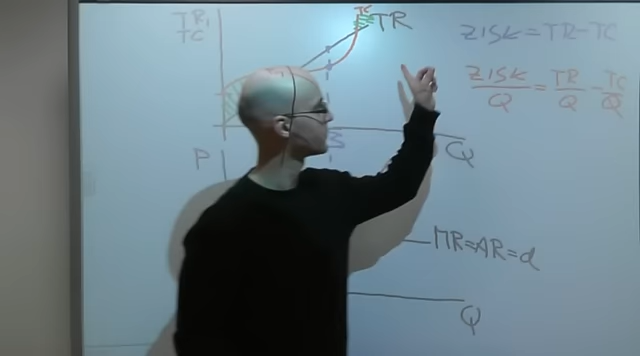 TR,
TC
TC
TR
ZISK = TR - TC
ZISK/Q = TR/Q - TC/Q
Q
P
MR=AR=d
Q